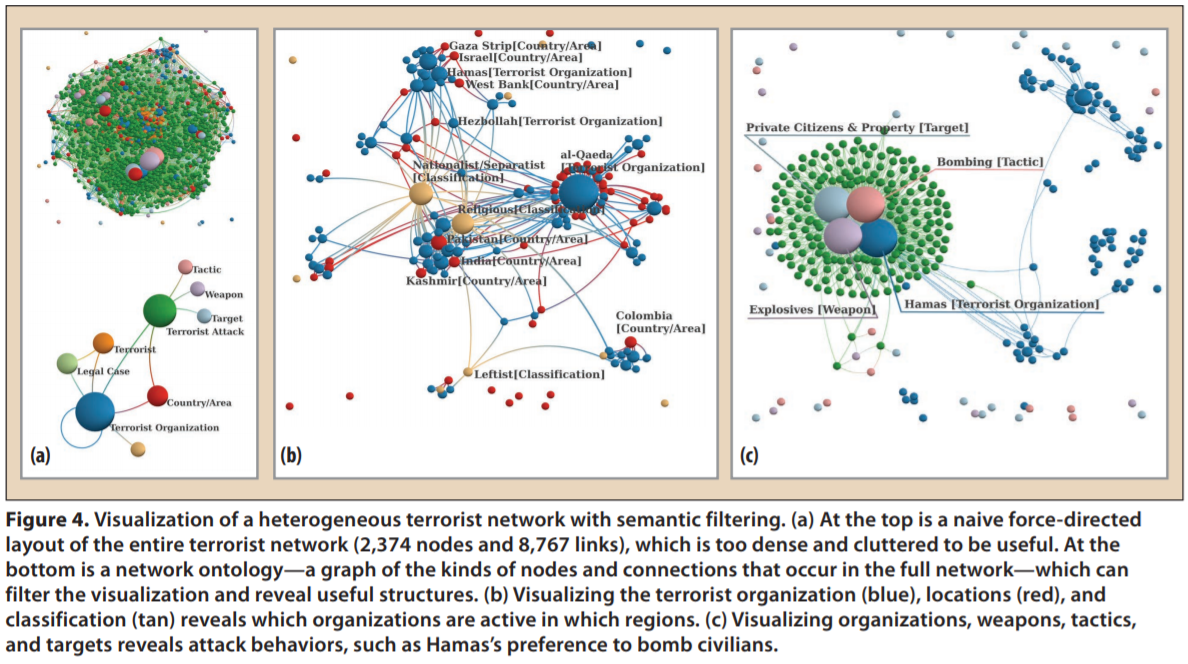 Tactic
Weapon
Target
Terrorist Attack
Terrorist
Legal Case
Country/Area
Terrorist Organization
(a)
Gaza Strip[Country/Area]
Israel[Country/Area]
Hamas[Terrorist Organization]
West Bank[Country/Area]
Hezbollah[Terrorist Organization]
al-Qaeda
[Terrorist Organization]
Nationalist/Separatist
[Classification]
Religious[Classification]
Pakistan[Country/Area]
India[Country/Area]
Kashmir[Country/Area]
Colombia
[Country/Area]
Leftist[Classification]
(b)
Private Citizens & Property [Target]
Bombing [Tactic]
Explosives [Weapon]
Hamas [Terrorist Organization]
(c)
Figure 4. Visualization of a heterogeneous terrorist network with semantic filtering. (a) At the top is a naive force-directed
layout of the entire terrorist network (2,374 nodes and 8,767 links), which is too dense and cluttered to be useful. At the
bottom is a network ontology—a graph of the kinds of nodes and connections that occur in the full network—which can
filter the visualization and reveal useful structures. (b) Visualizing the terrorist organization (blue), locations (red), and
classification (tan) reveals which organizations are active in which regions. (c) Visualizing organizations, weapons, tactics,
and targets reveals attack behaviors, such as Hamas's preference to bomb civilians.